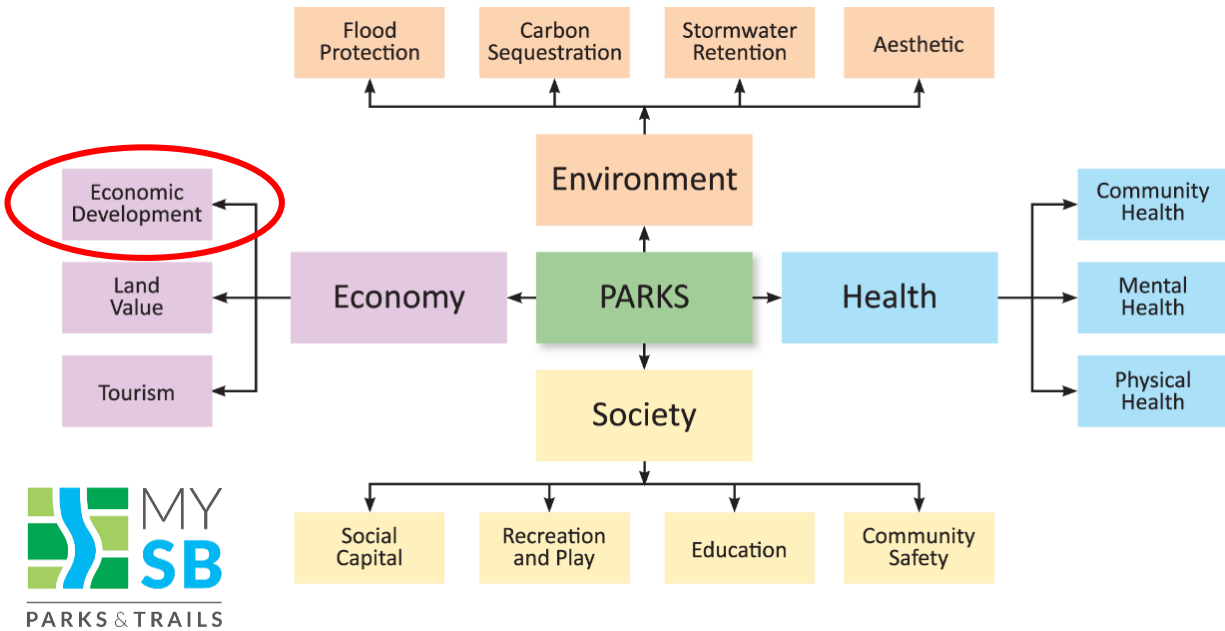 Flood
Protection
Carbon
Sequestration
Stormwater
Retention
Aesthetic
Environment
Economic
Development
Land
Value
Tourism
Economy
PARKS
Health
Community
Health
Mental
Health
Physical
Health
Society
Social
Capital
Recreation
and Play
Education
Community
Safety
MY
SB
PARKS & TRAILS